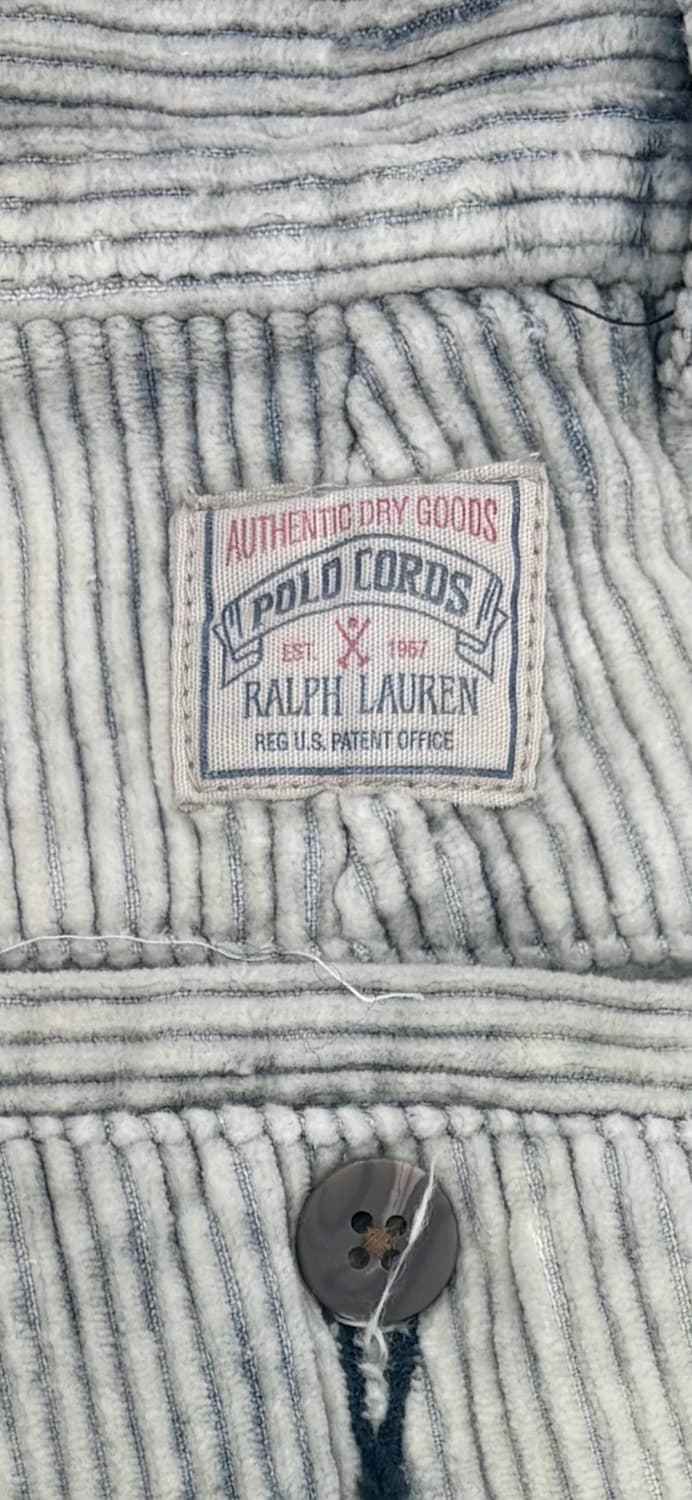 AUTHENTIC DRY GOODS
POLO CORDS
EST. 1967
RALPH LAUREN
REG U.S. PATENT OFFICE